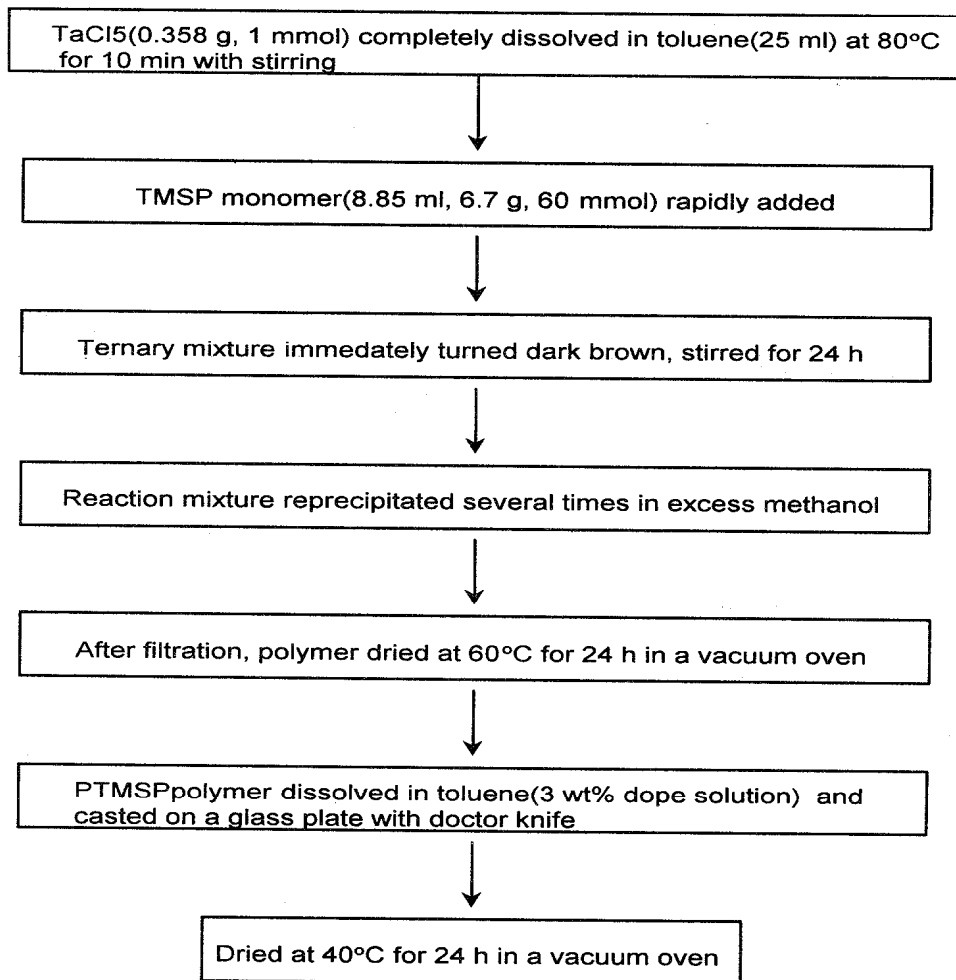 TaCl5(0.358 g, 1 mmol) completely dissolved in toluene(25 ml) at 80°C
for 10 min with stirring
TMSP monomer(8.85 ml, 6.7 g, 60 mmol) rapidly added
Ternary mixture immedately turned dark brown, stirred for 24 h
Reaction mixture reprecipitated several times in excess methanol
After filtration, polymer dried at 60°C for 24 h in a vacuum oven
PTMSPpolymer dissolved in toluene(3 wt% dope solution) and
casted on a glass plate with doctor knife
Dried at 40°C for 24 h in a vacuum oven